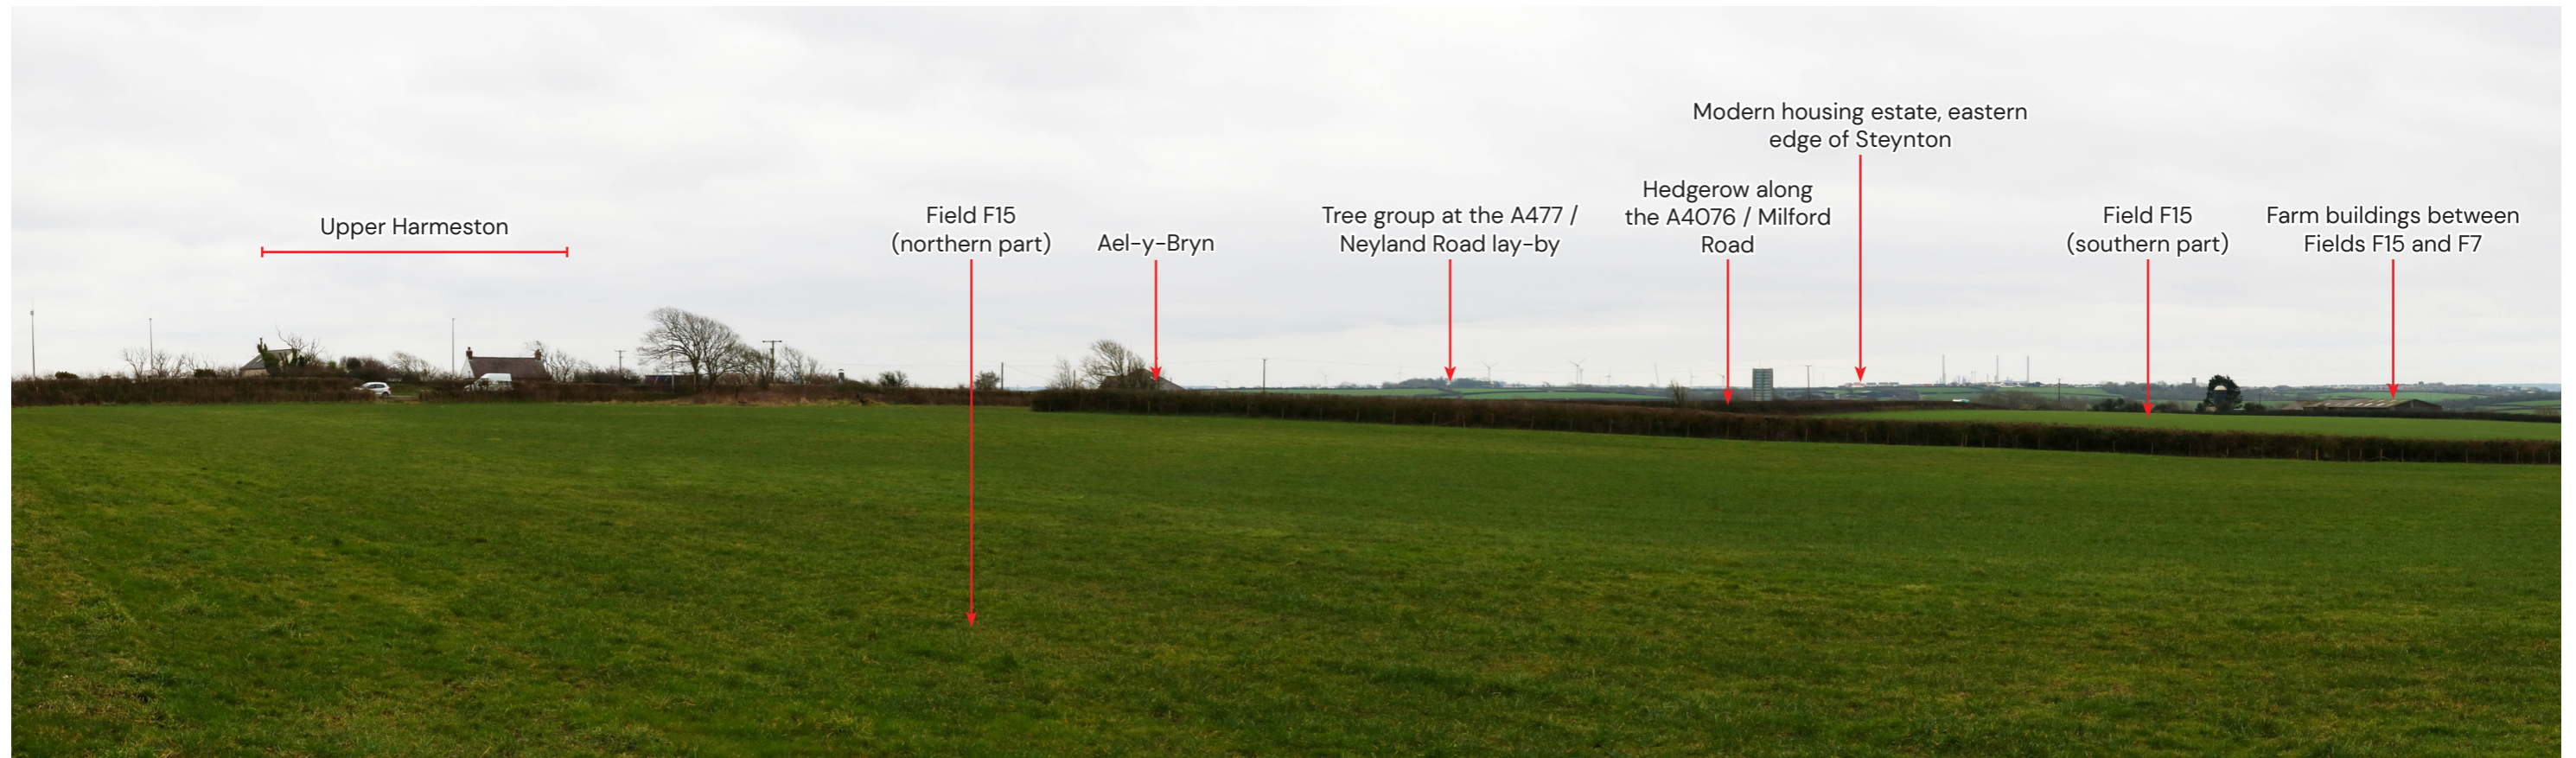 Modern housing estate, eastern
edge of Steynton
Upper Harmeston
Field F15
(northern part)
Ael-y-Bryn
Tree group at the A477 /
Neyland Road lay-by
Hedgerow along
the A4076 / Milford
Road
Field F15
(southern part)
Farm buildings between
Fields F15 and F7